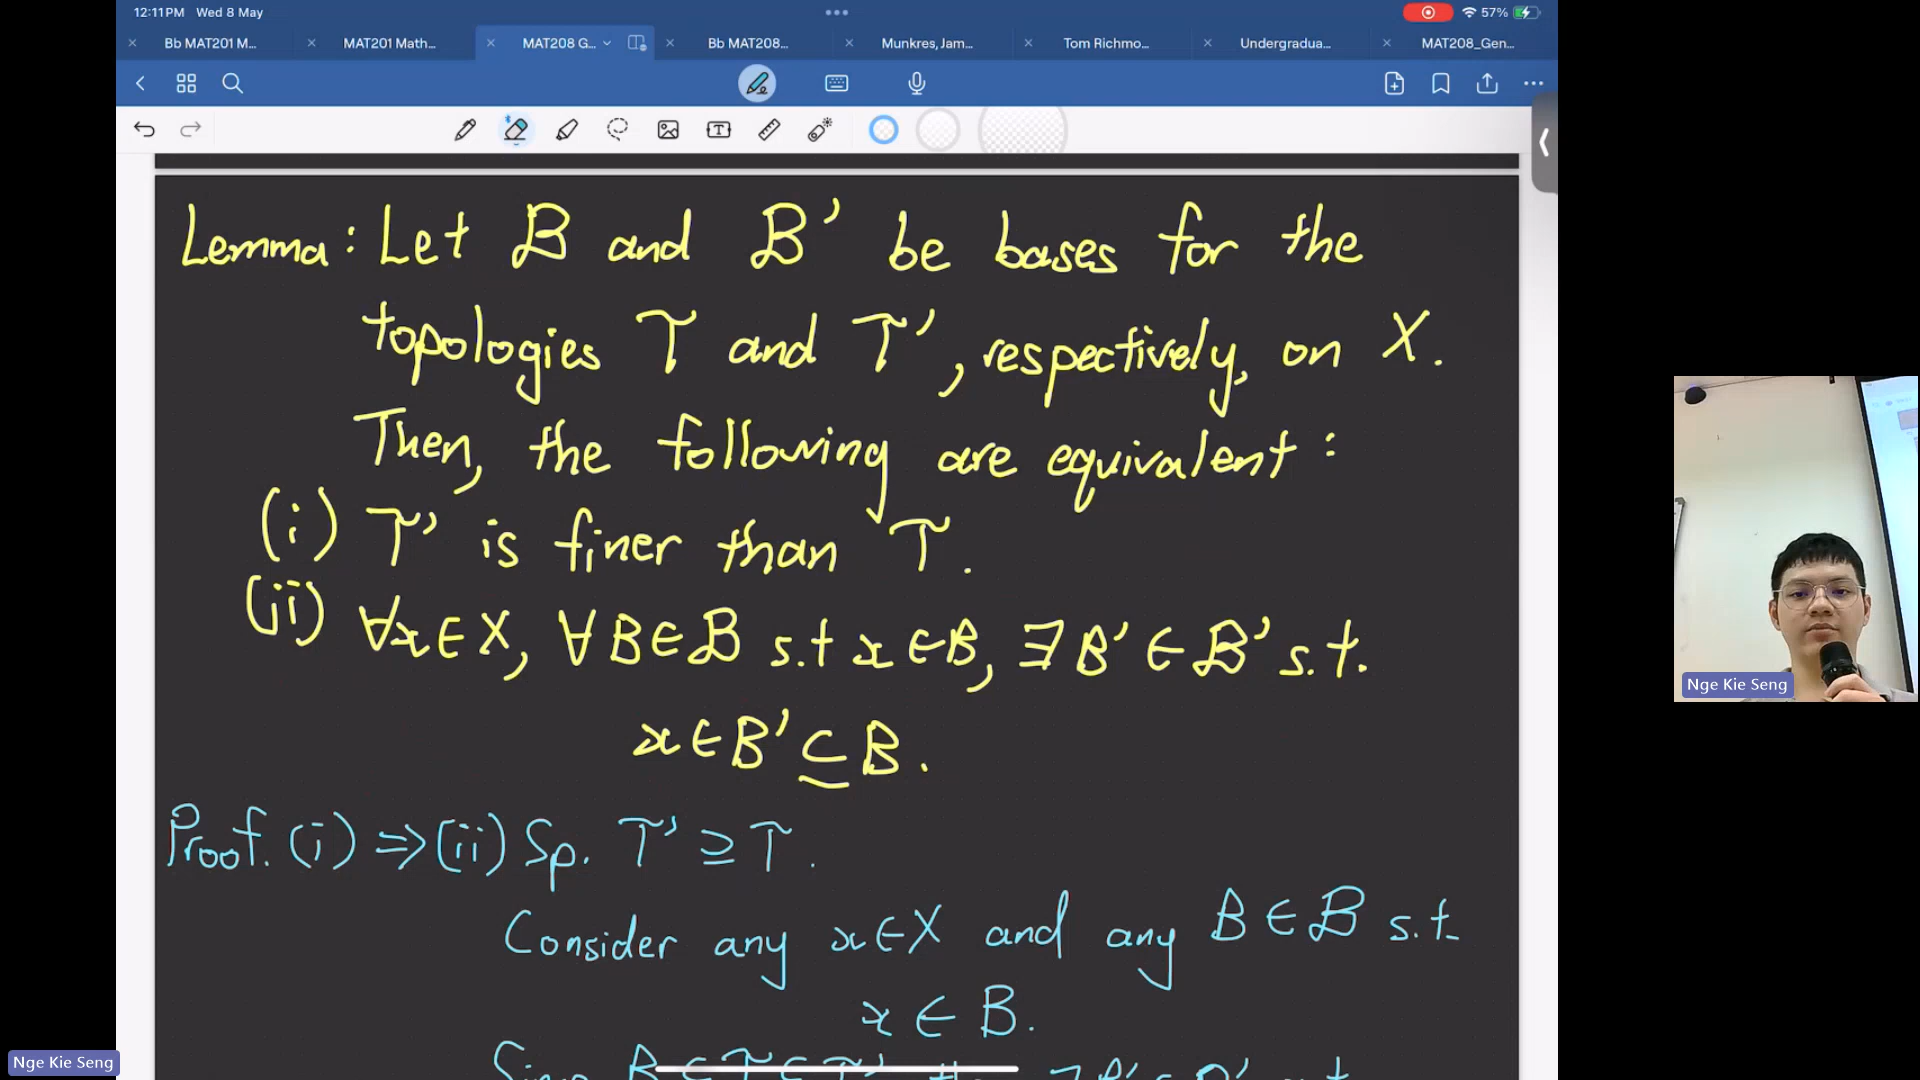 12:11PM Wed 8 May
57%
Bb MAT201 M...
MAT201 Math...
MAT208 G...
Bb MAT208...
Munkres, Jam...
Tom Richmo...
Undergradua...
MAT208_Gen...
Lemma: Let B and B' be bases for the
topologies T and T', respectively, on X.
Then, the following are equivalent:
(i) T' is finer than T.
(ii) ∀x∈X, ∀B∈B s.t x∈B, ∃B'∈B' s.t.
x∈B'⊆B.
Proof. (i) ⇒ (ii) Sp. T' ⊇ T.
Consider any x∈X and any B∈B s.t.
x∈B.
Nge Kie Seng
Nge Kie Seng